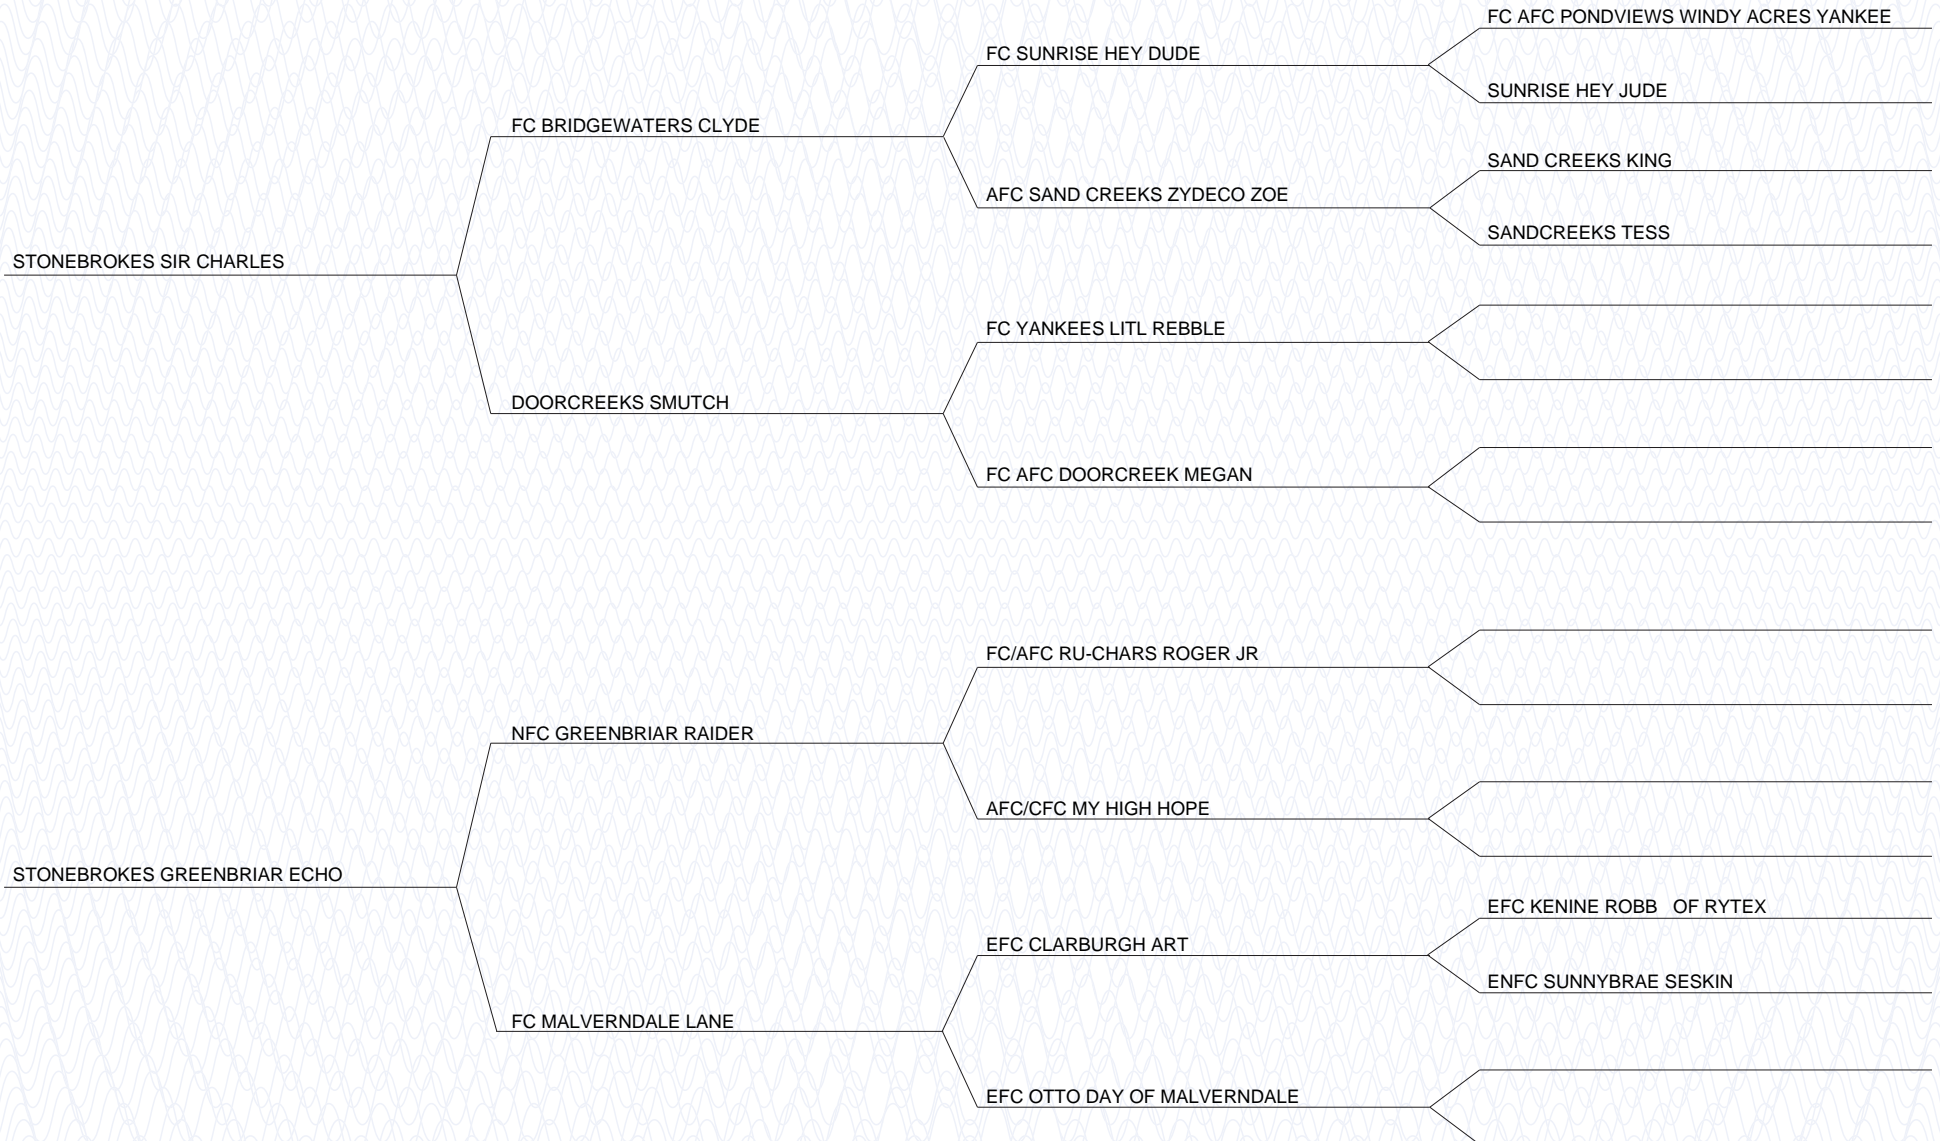 FC AFC PONDVIEWS WINDY ACRES YANKEE
FC SUNRISE HEY DUDE
SUNRISE HEY JUDE
FC BRIDGEWATERS CLYDE
SAND CREEKS KING
AFC SAND CREEKS ZYDECO ZOE
SANDCREEKS TESS
STONEBROKES SIR CHARLES
FC YANKEES LITL REBBLE
DOORCREEKS SMUTCH
FC AFC DOORCREEK MEGAN
FC/AFC RU-CHARS ROGER JR
NFC GREENBRIAR RAIDER
AFC/CFC MY HIGH HOPE
STONEBROKES GREENBRIAR ECHO
EFC KENINE ROBB OF RYTEX
EFC CLARBURGH ART
ENFC SUNNYBRAE SESKIN
FC MALVERNDALE LANE
EFC OTTO DAY OF MALVERNDALE